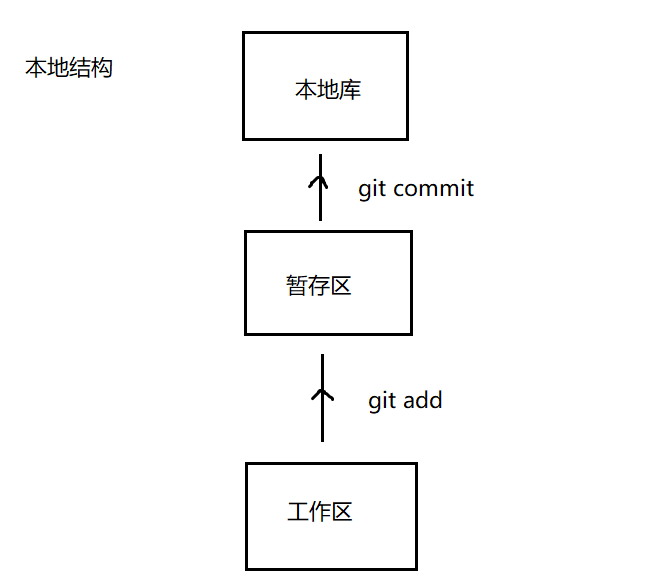 本地结构
本地库
git commit
暂存区
git add
工作区